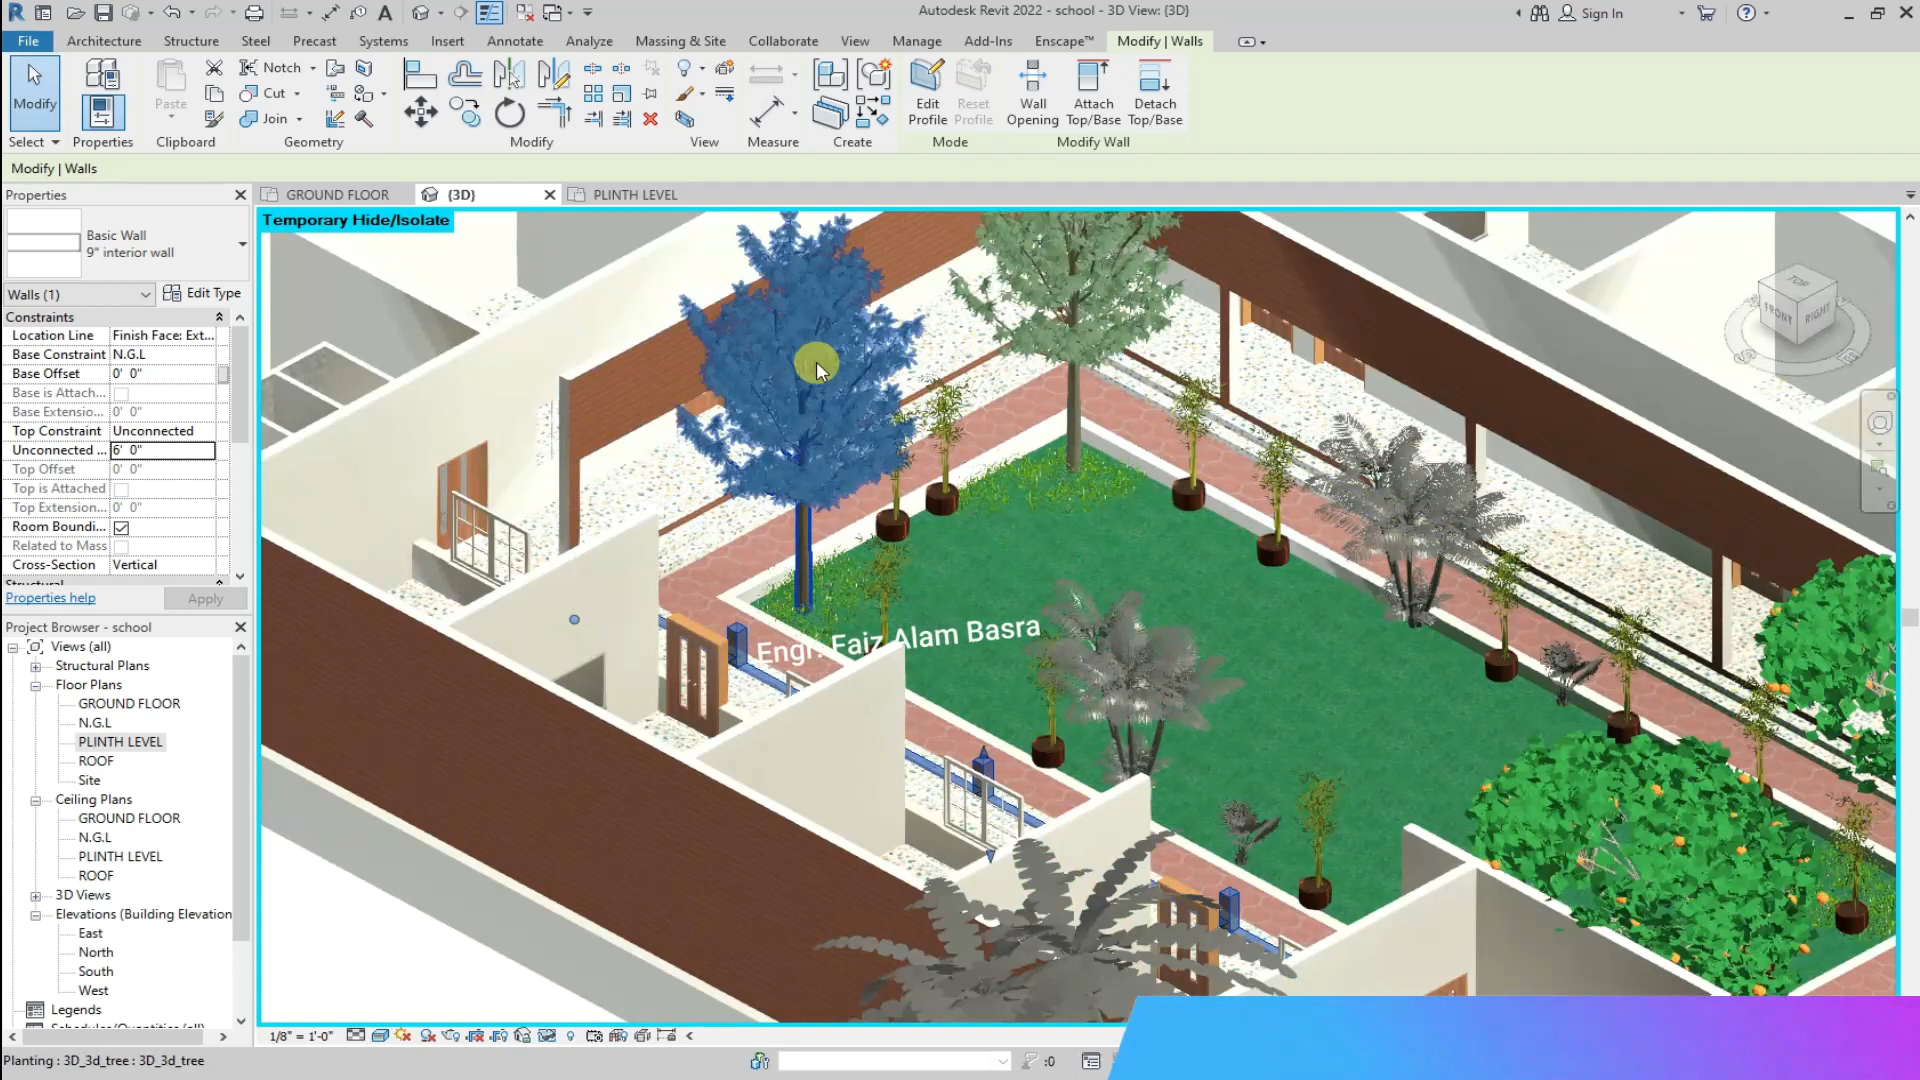 Autodesk Revit 2022 - school - 3D View: {3D}
Sign In
File Architecture Structure Steel Precast Systems Insert Annotate Analyze Massing & Site Collaborate View Manage Add-Ins Enscape™ Modify | Walls
Modify
Paste
Notch
Cut
Join
Edit Profile
Reset Profile
Wall Opening
Attach Top/Base
Detach Top/Base
Select Properties Clipboard Geometry Modify View Measure Create Mode Modify Wall
Modify | Walls
Properties
GROUND FLOOR {3D} PLINTH LEVEL
Temporary Hide/Isolate
Basic Wall
9" interior wall
Walls (1) Edit Type
Constraints
Location Line Finish Face: Ext...
Base Constraint N.G.L
Base Offset 0' 0"
Base is Attach...
Base Extensio... 0' 0"
Top Constraint Unconnected
Unconnected ... 6' 0"
Top Offset 0' 0"
Top is Attached
Top Extension... 0' 0"
Room Boundi...
Related to Mass
Cross-Section Vertical
Structural
Properties help Apply
Project Browser - school
Views (all)
Structural Plans
Floor Plans
GROUND FLOOR
N.G.L
PLINTH LEVEL
ROOF
Site
Ceiling Plans
GROUND FLOOR
N.G.L
PLINTH LEVEL
ROOF
3D Views
Elevations (Building Elevation
East
North
South
West
Legends
Schedules/Quantities (all)
TOP
FRONT
RIGHT
Engr. Faiz Alam Basra
1/8" = 1'-0"
Planting : 3D_3d_tree : 3D_3d_tree
:0